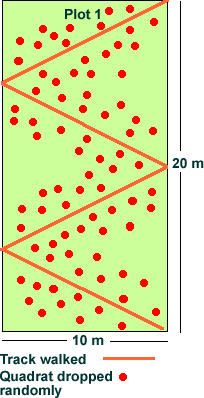 Plot 1
20 m
10 m
Track walked
Quadrat dropped
randomly